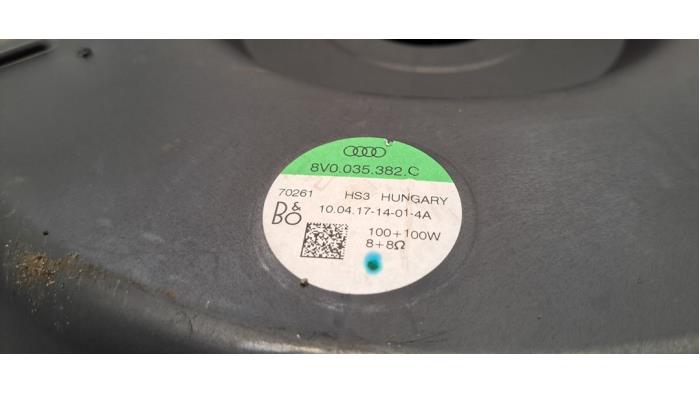 8V0.035.382.C
70261 HS3 HUNGARY
B&O 10.04.17-14-01-4A
100+100W
8+8Ω